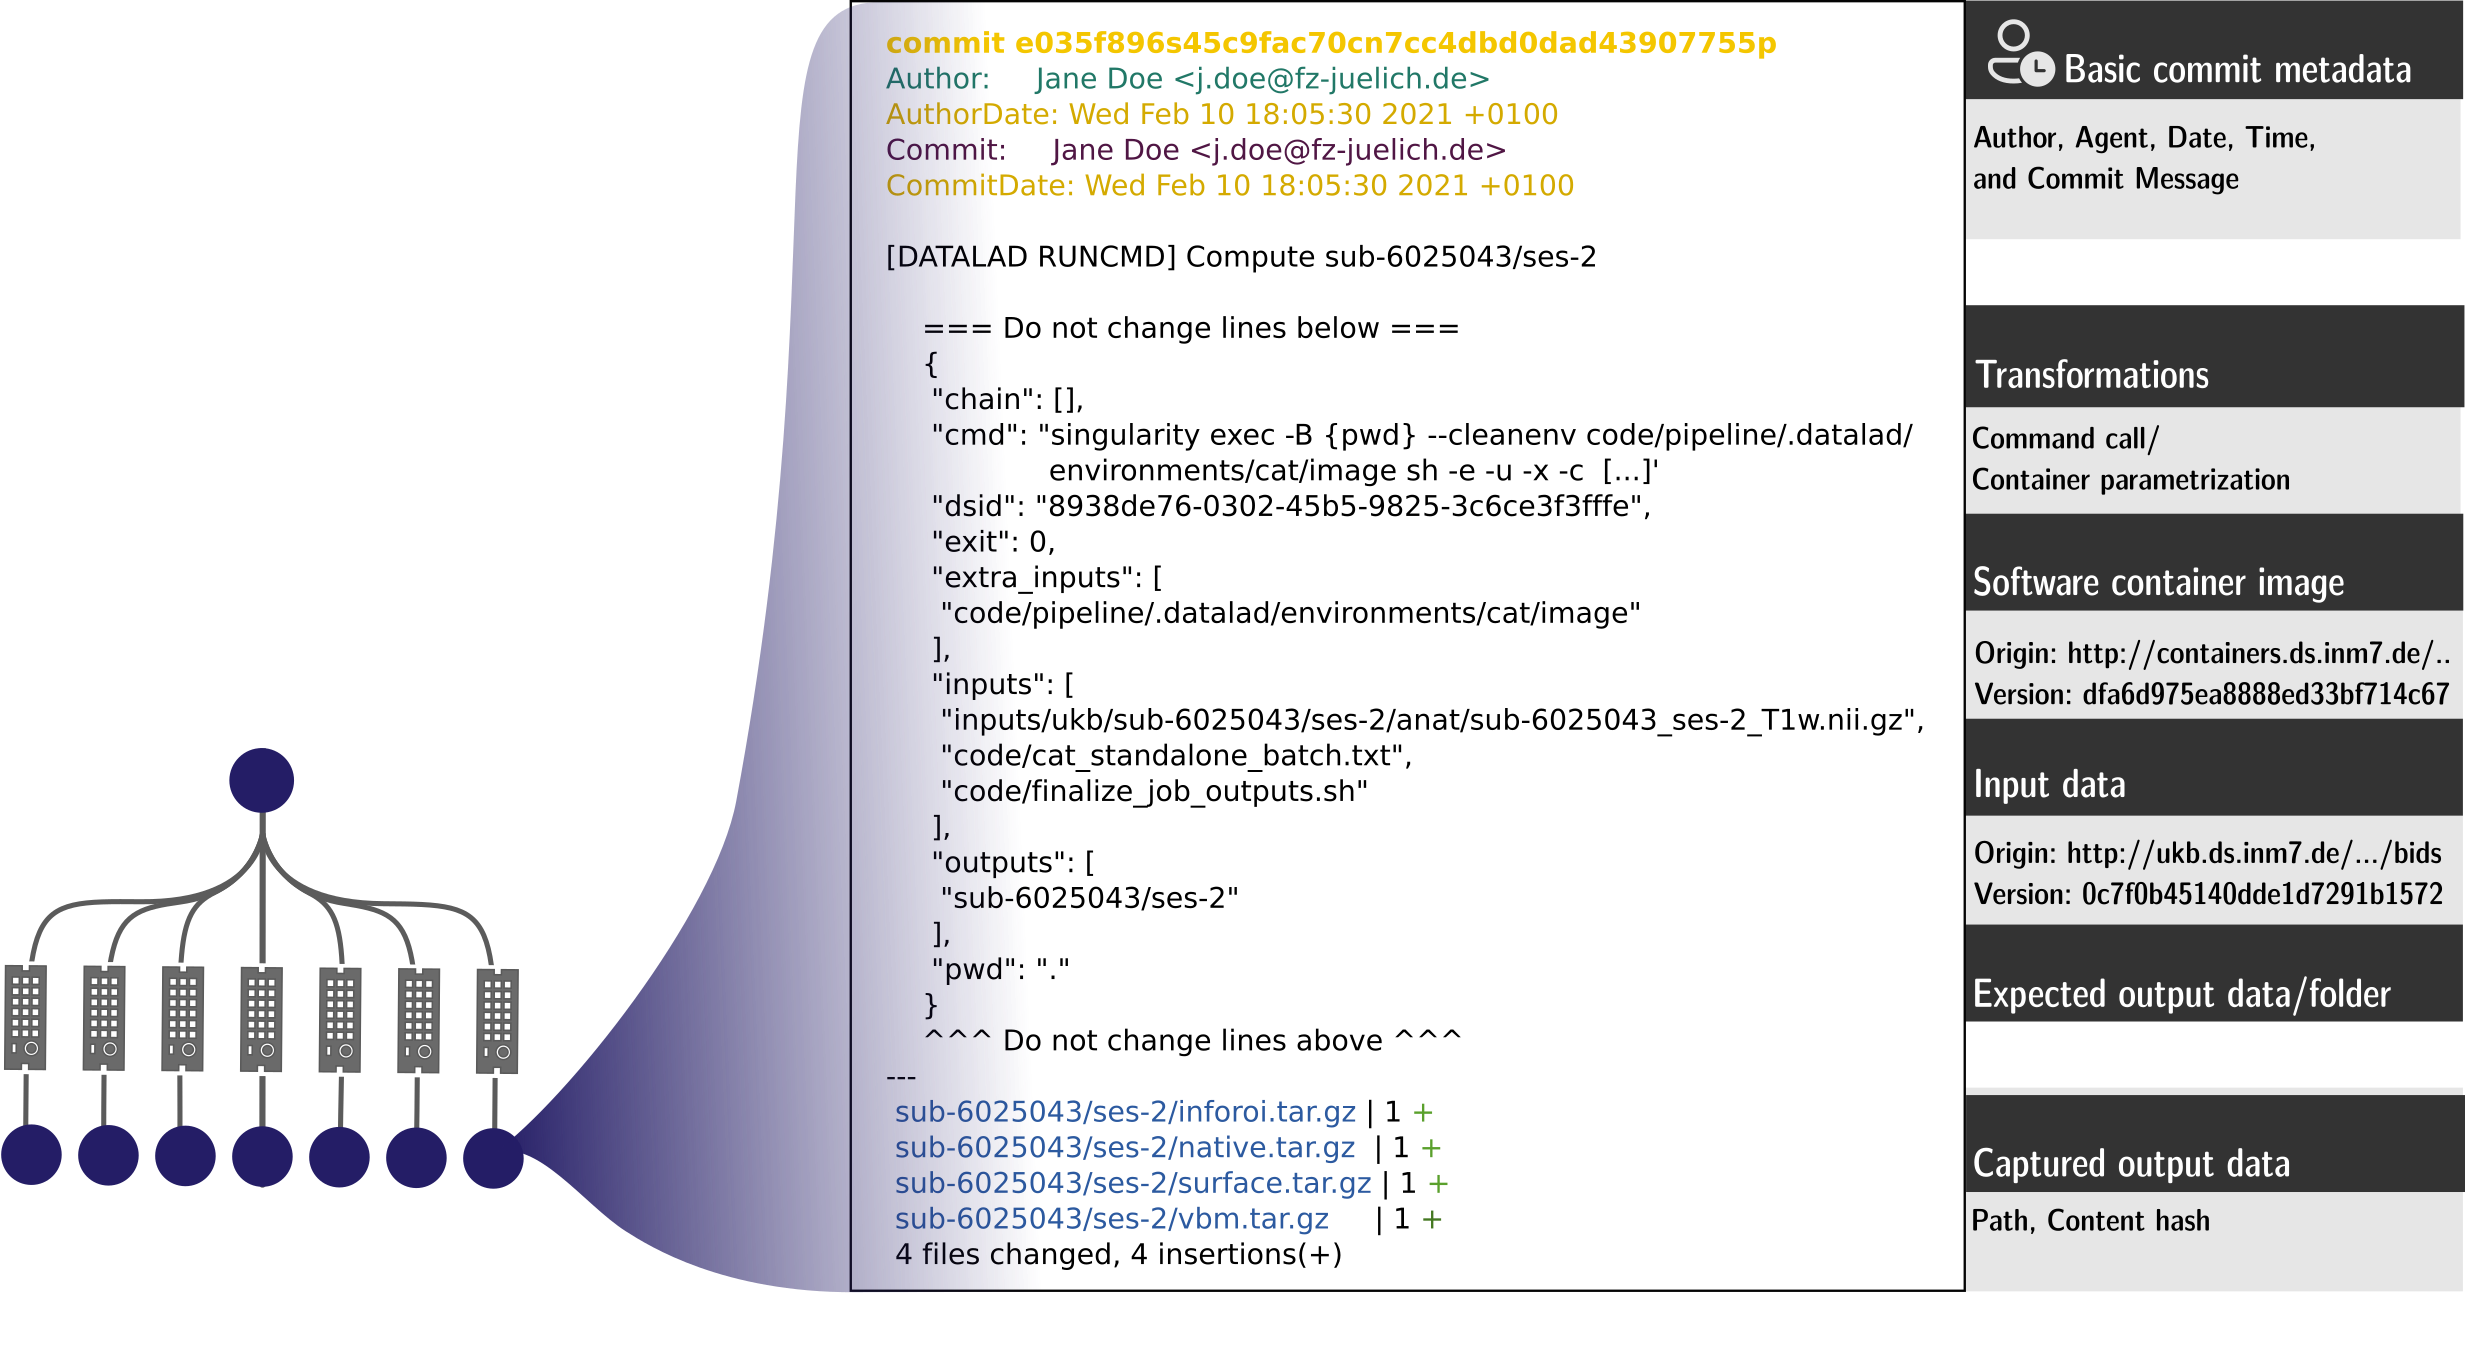 commit e035f896s45c9fac70cn7cc4dbd0dad43907755p
Author: Jane Doe <j.doe@fz-juelich.de>
AuthorDate: Wed Feb 10 18:05:30 2021 +0100
Commit: Jane Doe <j.doe@fz-juelich.de>
CommitDate: Wed Feb 10 18:05:30 2021 +0100
[DATALAD RUNCMD] Compute sub-6025043/ses-2
=== Do not change lines below ===
{
"chain": [],
"cmd": "singularity exec -B {pwd} --cleanenv code/pipeline/.datalad/
environments/cat/image sh -e -u -x -c [...]'
"dsid": "8938de76-0302-45b5-9825-3c6ce3f3fffe",
"exit": 0,
"extra_inputs": [
"code/pipeline/.datalad/environments/cat/image"
],
"inputs": [
"inputs/ukb/sub-6025043/ses-2/anat/sub-6025043_ses-2_T1w.nii.gz",
"code/cat_standalone_batch.txt",
"code/finalize_job_outputs.sh"
],
"outputs": [
"sub-6025043/ses-2"
],
"pwd": "."
}
^^^ Do not change lines above ^^^
---
sub-6025043/ses-2/inforoi.tar.gz | 1 +
sub-6025043/ses-2/native.tar.gz | 1 +
sub-6025043/ses-2/surface.tar.gz | 1 +
sub-6025043/ses-2/vbm.tar.gz | 1 +
4 files changed, 4 insertions(+)
Basic commit metadata
Author, Agent, Date, Time,
and Commit Message
Transformations
Command call/
Container parametrization
Software container image
Origin: http://containers.ds.inm7.de/..
Version: dfa6d975ea8888ed33bf714c67
Input data
Origin: http://ukb.ds.inm7.de/.../bids
Version: 0c7f0b45140dde1d7291b1572
Expected output data/folder
Captured output data
Path, Content hash